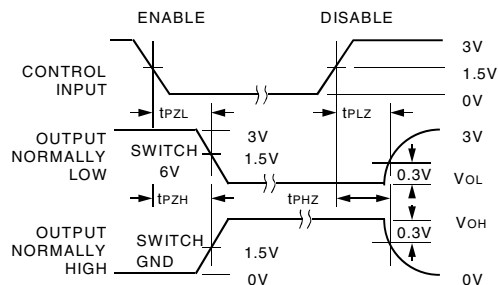 ENABLE DISABLE
3V
CONTROL INPUT 1.5V
0V
tPZL tPLZ
OUTPUT NORMALLY LOW
SWITCH 6V
3V
1.5V
3V
0.3V
VOL
tPZH tPHZ
VOH
0.3V
OUTPUT NORMALLY HIGH
SWITCH GND
1.5V
0V
0V